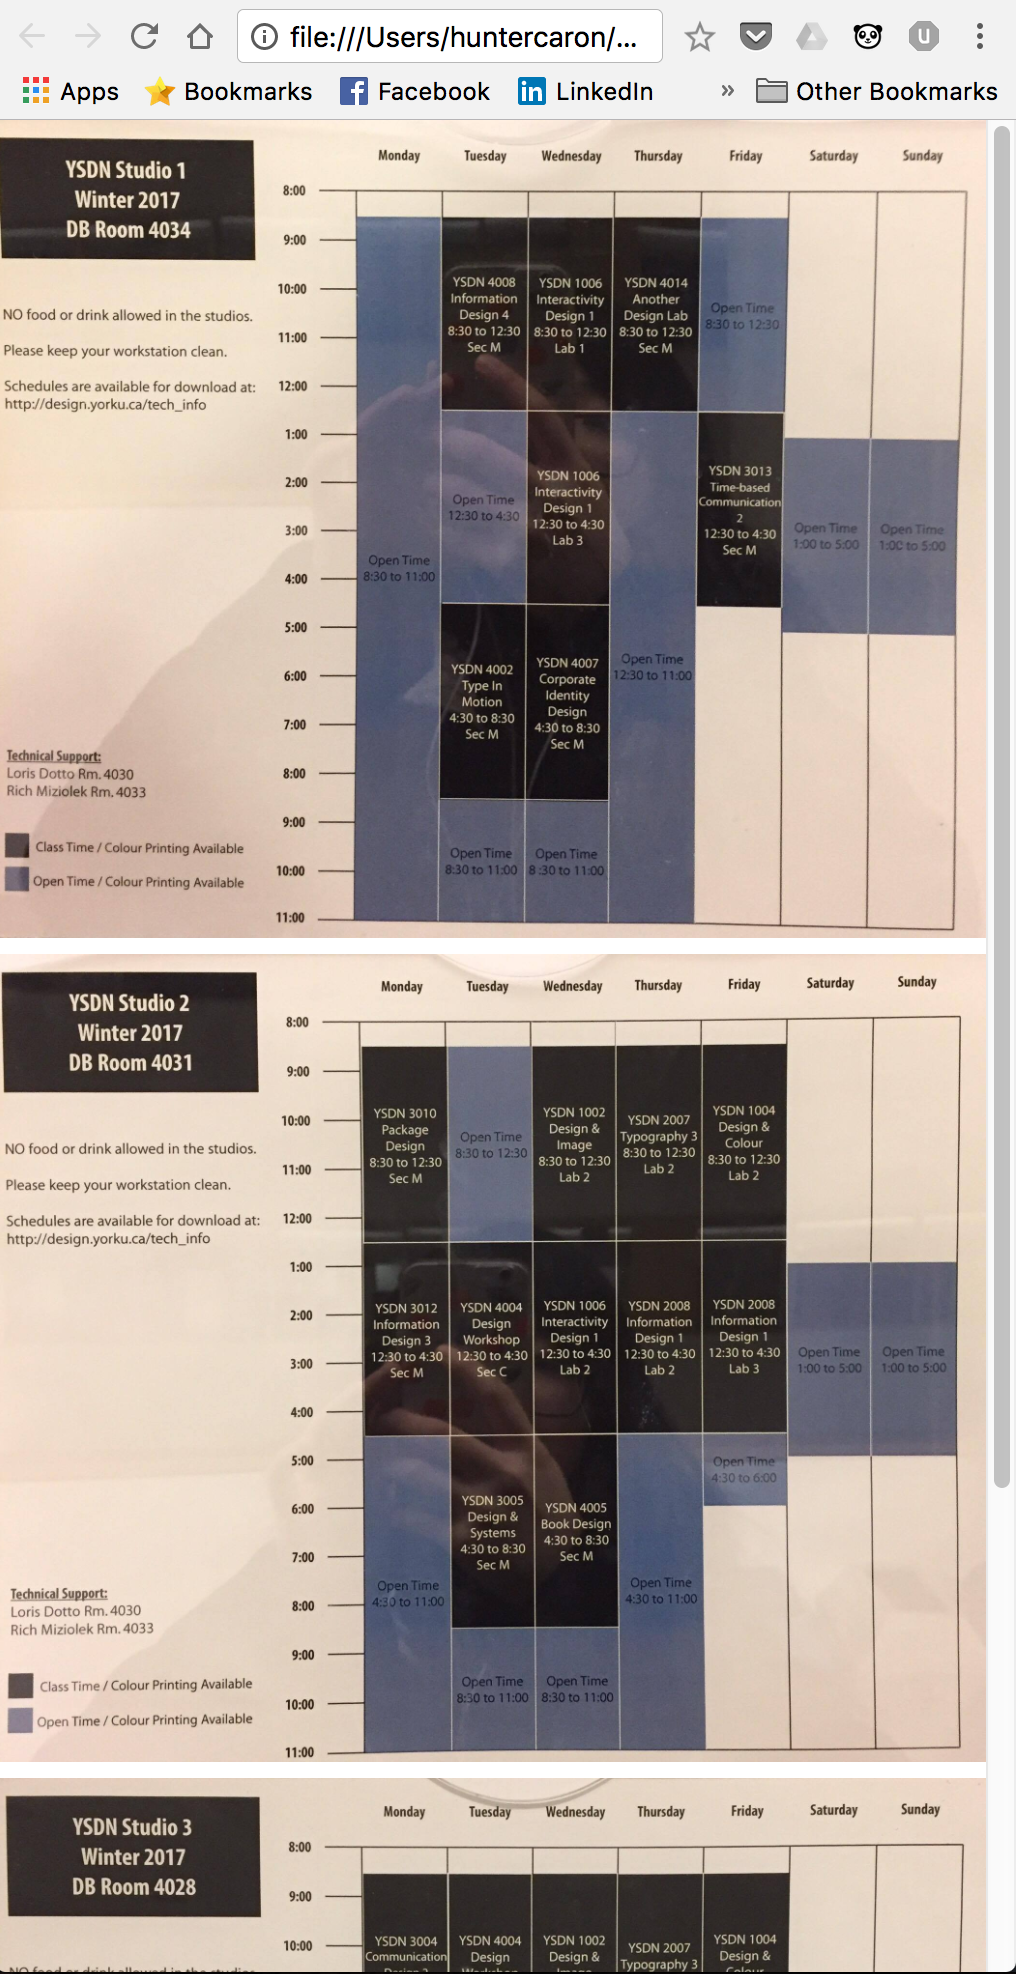 file:///Users/huntercaron/...
Apps
Bookmarks
Facebook
LinkedIn
»
Other Bookmarks
YSDN Studio 1
Winter 2017
DB Room 4034
NO food or drink allowed in the studios.
Please keep your workstation clean.
Schedules are available for download at:
http://design.yorku.ca/tech_info
Technical Support:
Loris Dotto Rm. 4030
Rich Miziolek Rm. 4033
Class Time / Colour Printing Available
Open Time / Colour Printing Available
Monday
Tuesday
Wednesday
Thursday
Friday
Saturday
Sunday
8:00
9:00
10:00
11:00
12:00
1:00
2:00
3:00
4:00
5:00
6:00
7:00
8:00
9:00
10:00
11:00
Open Time
8:30 to 11:00
YSDN 4008
Information
Design 4
8:30 to 12:30
Sec M
Open Time
12:30 to 4:30
YSDN 4002
Type In
Motion
4:30 to 8:30
Sec M
Open Time
8:30 to 11:00
YSDN 1006
Interactivity
Design 1
8:30 to 12:30
Lab 1
YSDN 1006
Interactivity
Design 1
12:30 to 4:30
Lab 3
YSDN 4007
Corporate
Identity
Design
4:30 to 8:30
Sec M
Open Time
8:30 to 11:00
YSDN 4014
Another
Design Lab
8:30 to 12:30
Sec M
Open Time
12:30 to 11:00
Open Time
8:30 to 12:30
YSDN 3013
Time-based
Communication
2
12:30 to 4:30
Sec M
Open Time
1:00 to 5:00
Open Time
1:00 to 5:00
YSDN Studio 2
Winter 2017
DB Room 4031
NO food or drink allowed in the studios.
Please keep your workstation clean.
Schedules are available for download at:
http://design.yorku.ca/tech_info
Technical Support:
Loris Dotto Rm. 4030
Rich Miziolek Rm. 4033
Class Time / Colour Printing Available
Open Time / Colour Printing Available
Monday
Tuesday
Wednesday
Thursday
Friday
Saturday
Sunday
8:00
9:00
10:00
11:00
12:00
1:00
2:00
3:00
4:00
5:00
6:00
7:00
8:00
9:00
10:00
11:00
YSDN 3010
Package
Design
8:30 to 12:30
Sec M
YSDN 3012
Information
Design 3
12:30 to 4:30
Sec M
Open Time
4:30 to 11:00
Open Time
8:30 to 12:30
YSDN 4004
Design
Workshop
12:30 to 4:30
Sec C
YSDN 3005
Design &
Systems
4:30 to 8:30
Sec M
Open Time
8:30 to 11:00
YSDN 1002
Design &
Image
8:30 to 12:30
Lab 2
YSDN 1006
Interactivity
Design 1
12:30 to 4:30
Lab 2
YSDN 4005
Book Design
4:30 to 8:30
Sec M
Open Time
8:30 to 11:00
YSDN 2007
Typography 3
8:30 to 12:30
Lab 2
YSDN 2008
Information
Design 1
12:30 to 4:30
Lab 2
Open Time
4:30 to 11:00
YSDN 1004
Design &
Colour
8:30 to 12:30
Lab 2
YSDN 2008
Information
Design 1
12:30 to 4:30
Lab 3
Open Time
4:30 to 6:00
Open Time
1:00 to 5:00
Open Time
1:00 to 5:00
YSDN Studio 3
Winter 2017
DB Room 4028
NO food or drink allowed in the studios.
Monday
Tuesday
Wednesday
Thursday
Friday
Saturday
Sunday
8:00
9:00
10:00
YSDN 3004
Communication
YSDN 4004
Design
YSDN 1002
Design &
YSDN 2007
Typography 3
YSDN 1004
Design &